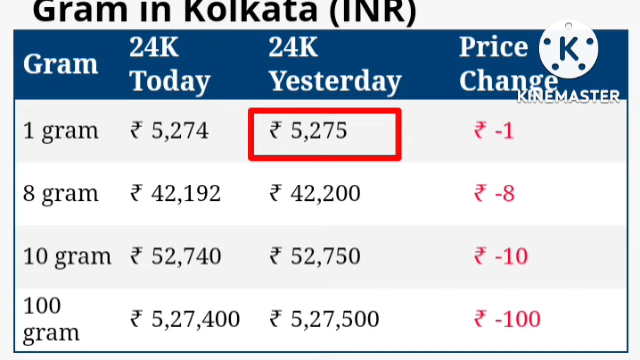 Gram in Kolkata (INR)
Gram 24K Today 24K Yesterday Price Change
1 gram ₹ 5,274 ₹ 5,275 ₹ -1
8 gram ₹ 42,192 ₹ 42,200 ₹ -8
10 gram ₹ 52,740 ₹ 52,750 ₹ -10
100 gram ₹ 5,27,400 ₹ 5,27,500 ₹ -100
K
KINEMASTER